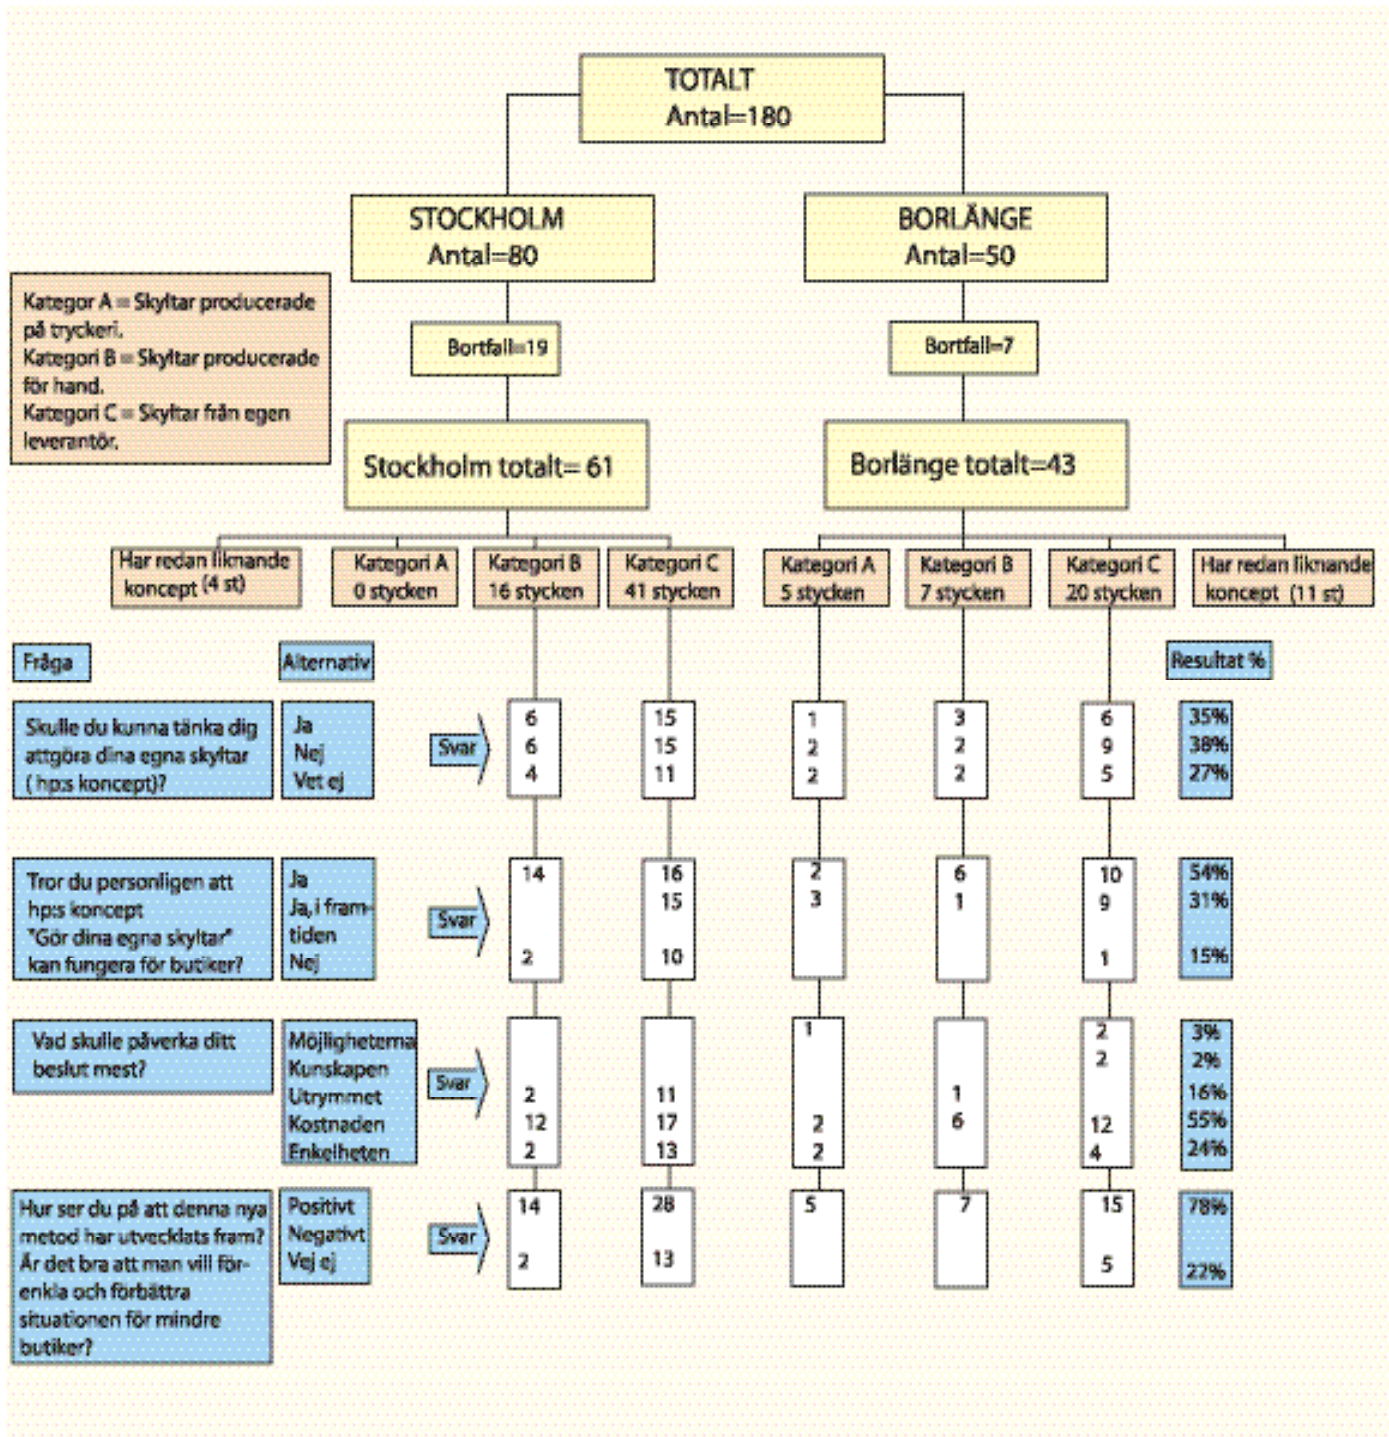 TOTALT
Antal=180
STOCKHOLM
Antal=80
BORLÄNGE
Antal=50
Kategor A = Skyltar producerade
på tryckeri.
Kategori B = Skyltar producerade
för hand.
Kategori C = Skyltar från egen
leverantör.
Bortfall=19
Bortfall=7
Stockholm totalt= 61
Borlänge totalt=43
Har redan liknande
koncept (4 st)
Kategori A
0 stycken
Kategori B
16 stycken
Kategori C
41 stycken
Kategori A
5 stycken
Kategori B
7 stycken
Kategori C
20 stycken
Har redan liknande
koncept (11 st)
Fråga
Alternativ
Resultat %
Skulle du kunna tänka dig
attgöra dina egna skyltar
( hp:s koncept)?
Ja
Nej
Vet ej
Svar
6
6
4
15
15
11
1
2
2
3
2
2
6
9
5
35%
38%
27%
Tror du personligen att
hp:s koncept
"Gör dina egna skyltar"
kan fungera för butiker?
Ja
Ja, i fram-
tiden
Nej
Svar
14
2
16
15
10
2
3
6
1
10
9
1
54%
31%
15%
Vad skulle påverka ditt
beslut mest?
Möjligheterna
Kunskapen
Utrymmet
Kostnaden
Enkelheten
Svar
2
12
2
11
17
13
1
2
2
1
6
2
2
12
4
3%
2%
16%
55%
24%
Hur ser du på att denna nya
metod har utvecklats fram?
Är det bra att man vill för-
enkla och förbättra
situationen för mindre
butiker?
Positivt
Negativt
Vej ej
Svar
14
2
28
13
5
7
15
5
78%
22%